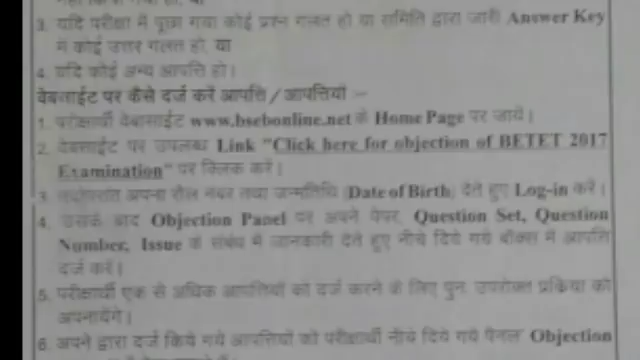 3. यदि परीक्षा में पूछा गया कोई प्रश्न गलत हो या समिति द्वारा जारी Answer Key
में कोई उत्तर गलत हो, या
4. यदि कोई अन्य आपत्ति हो।
वेबसाईट पर कैसे दर्ज करें आपत्ति / आपत्तियाँ :-
1. परीक्षार्थी वेबसाईट www.bsebonline.net के Home Page पर जायें।
2. वेबसाईट पर उपलब्ध Link "Click here for objection of BETET 2017
Examination" पर क्लिक करें।
3. तदोपरांत अपना रौल नंबर तथा जन्मतिथि (Date of Birth) देते हुए Log-in करें।
4. उसके बाद Objection Panel पर अपने पेपर, Question Set, Question
Number, Issue के संबंध में जानकारी देते हुए नीचे दिये गये बॉक्स में आपत्ति
दर्ज करें।
5. परीक्षार्थी एक से अधिक आपत्तियों को दर्ज करने के लिए पुन: उपरोक्त प्रक्रिया को
अपनायेंगे।
6. अपने द्वारा दर्ज किये गये आपत्तियों को परीक्षार्थी नीचे दिये गये पैनल Objection